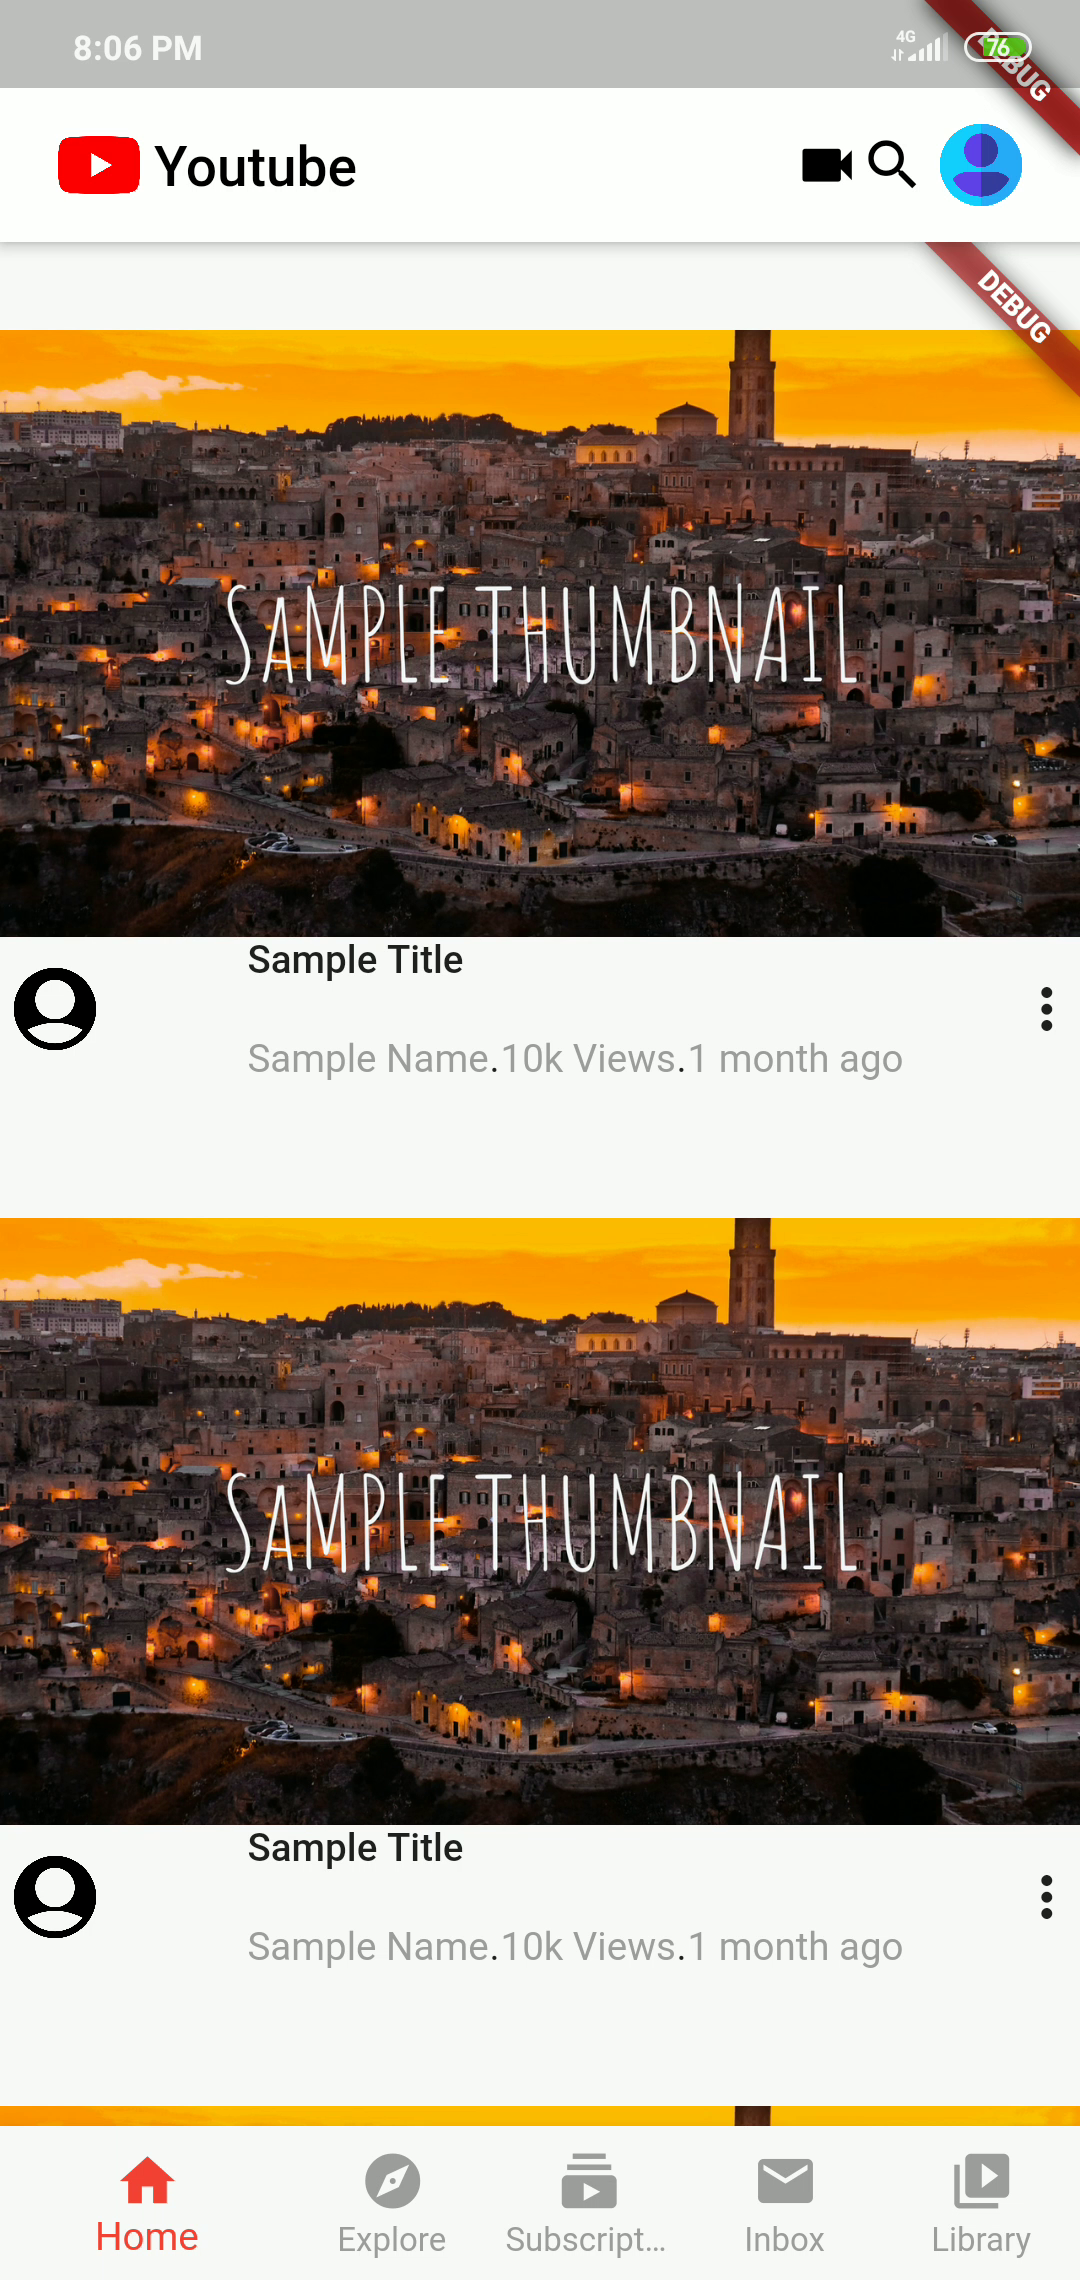 8:06 PM
4G
76
DEBUG
Youtube
DEBUG
SAMPLE THUMBNAIL
Sample Title
Sample Name.10k Views.1 month ago
SAMPLE THUMBNAIL
Sample Title
Sample Name.10k Views.1 month ago
Home
Explore
Subscript...
Inbox
Library